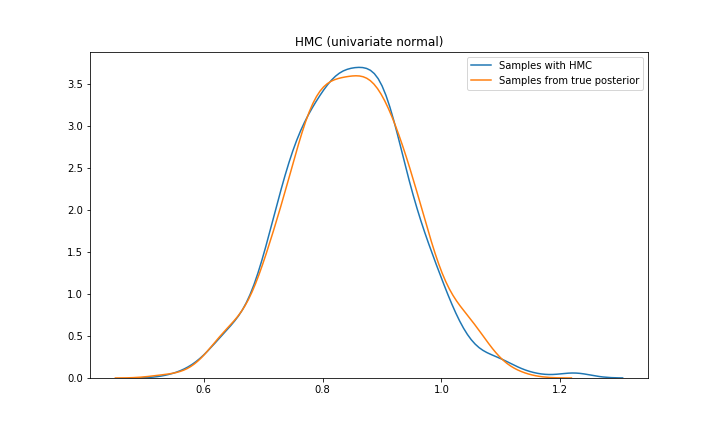 HMC (univariate normal)
Samples with HMC
Samples from true posterior
3.5
3.0
2.5
2.0
1.5
1.0
0.5
0.0
0.6 0.8 1.0 1.2